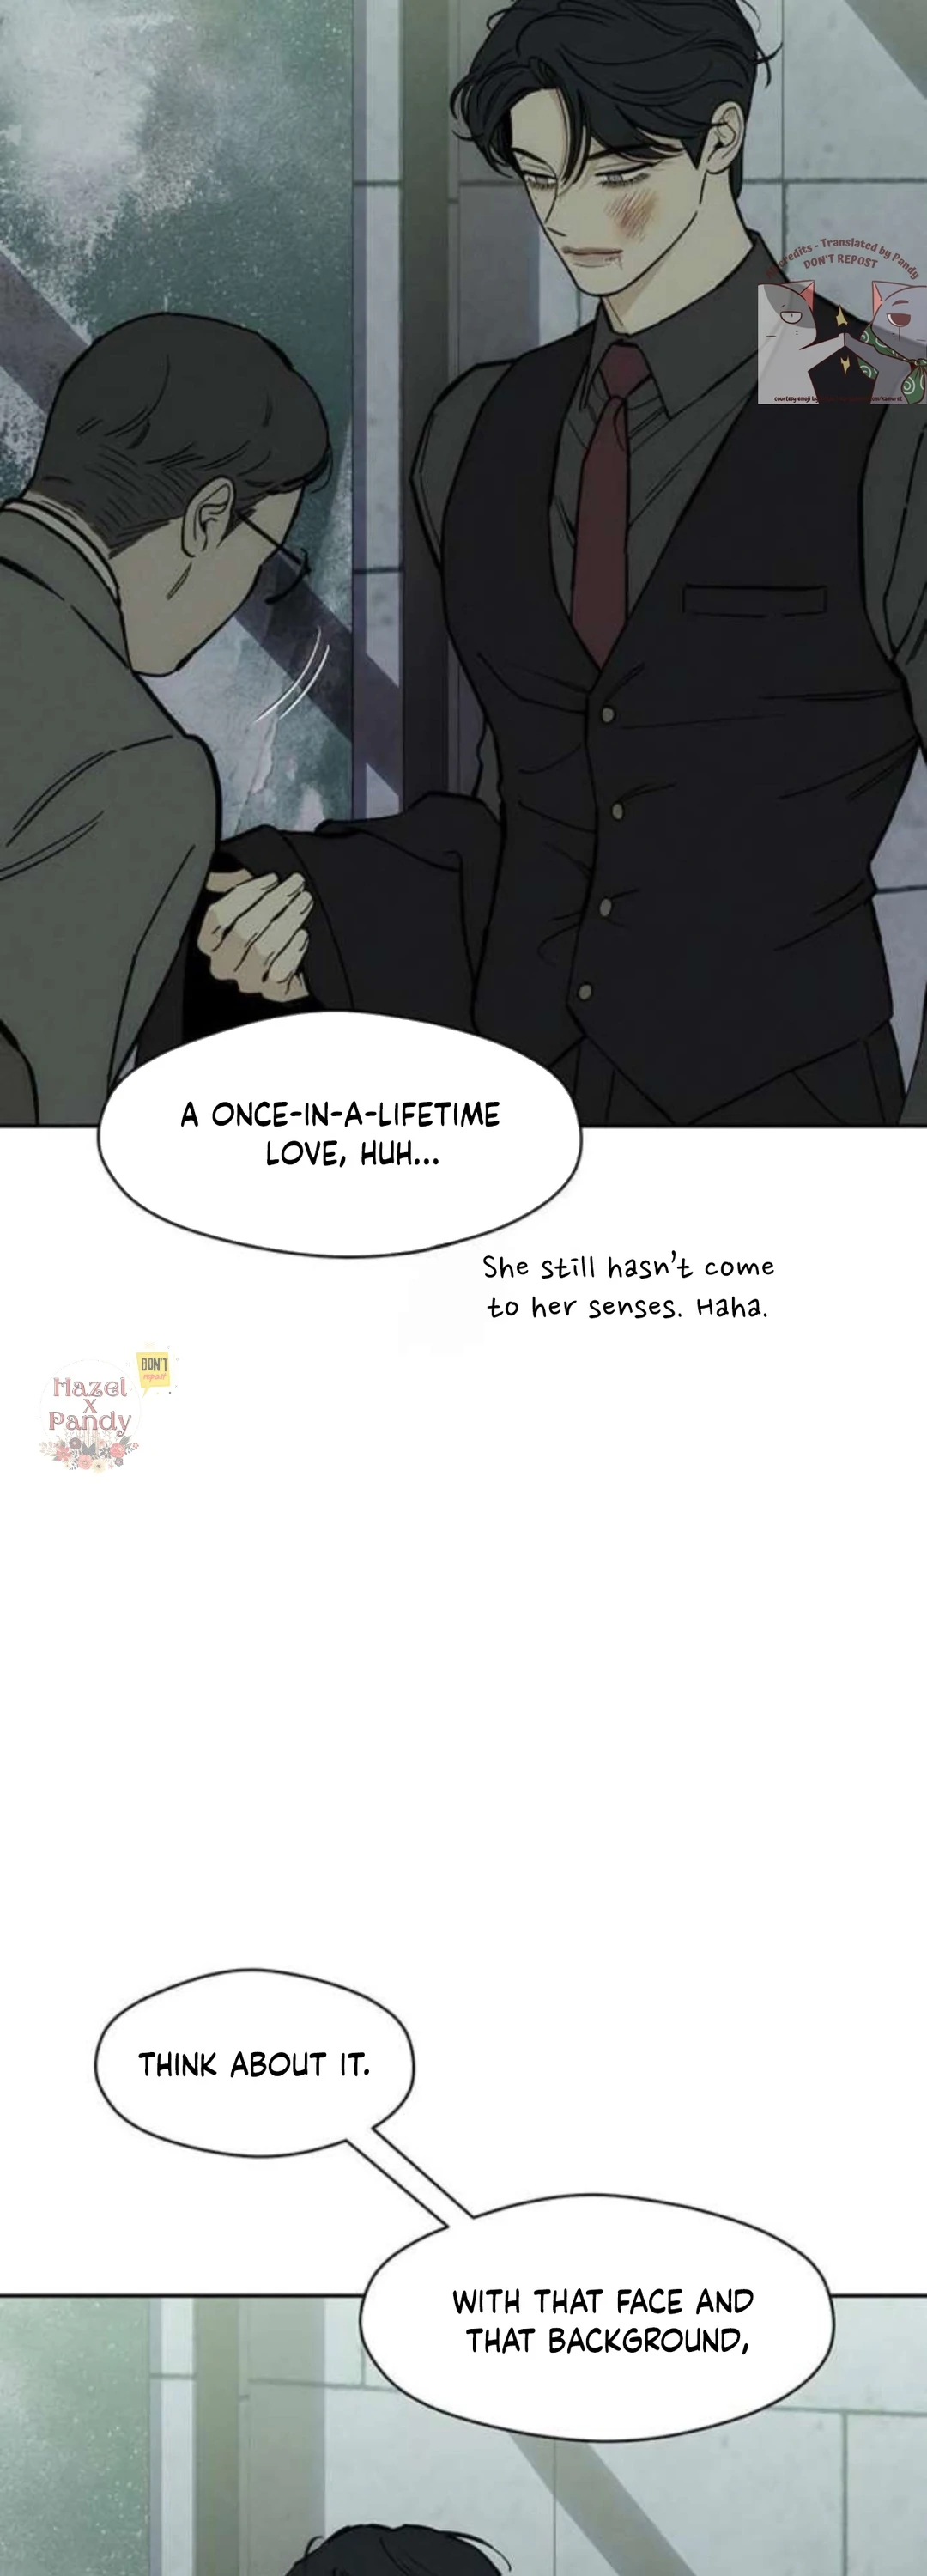 Credits - Translated by Pandy
DON'T REPOST
A ONCE-IN-A-LIFETIME
LOVE, HUH...
She still hasn't come
to her senses. Haha.
DON'T
repost
Hazel
x
Pandy
THINK ABOUT IT.
WITH THAT FACE AND
THAT BACKGROUND,